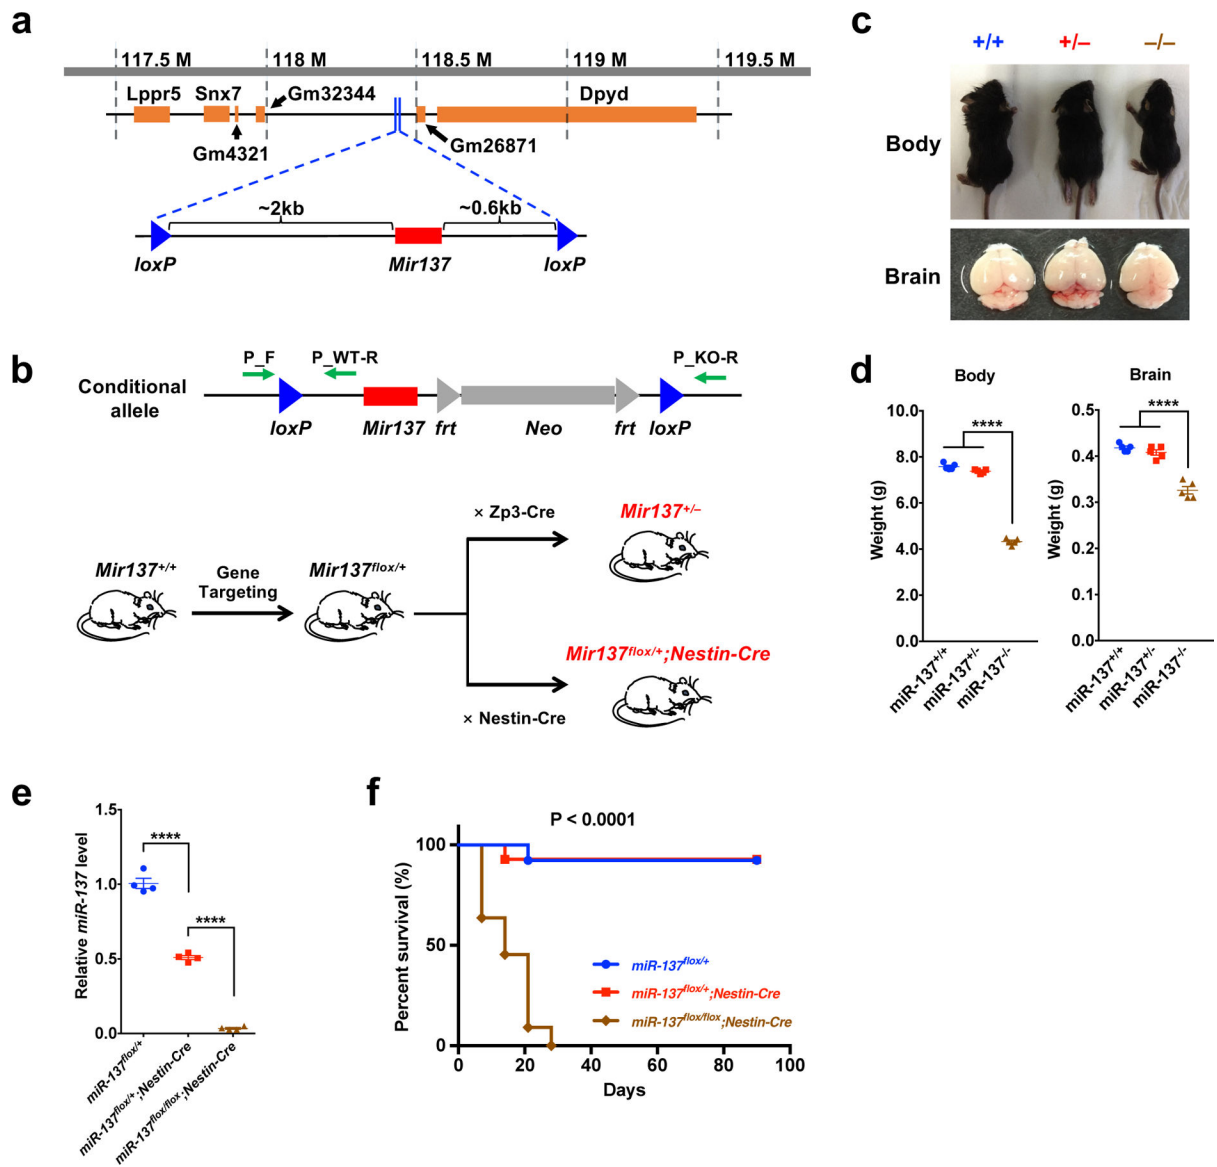 a
117.5 M
118 M
118.5 M
119 M
119.5 M
Lppr5
Snx7
Gm32344
Dpyd
Gm4321
Gm26871
~2kb
~0.6kb
loxP
Mir137
loxP
b
Conditional
allele
P_F
P_WT-R
P_KO-R
loxP
Mir137
frt
Neo
frt
loxP
Mir137+/+
Gene
Targeting
Mir137flox/+
× Zp3-Cre
Mir137+/–
Mir137flox/+;Nestin-Cre
× Nestin-Cre
c
+/+
+/–
–/–
Body
Brain
d
Body
Weight (g)
10.0
8.0
6.0
4.0
2.0
0.0
****
miR-137+/+
miR-137+/-
miR-137-/-
Brain
Weight (g)
0.5
0.4
0.3
0.2
0.1
0.0
****
miR-137+/+
miR-137+/-
miR-137-/-
e
Relative miR-137 level
1.5
1.0
0.5
0.0
****
****
miR-137flox/+
miR-137flox/+;Nestin-Cre
miR-137flox/flox;Nestin-Cre
f
P < 0.0001
Percent survival (%)
100
50
0
miR-137flox/+
miR-137flox/+;Nestin-Cre
miR-137flox/flox;Nestin-Cre
0
20
40
60
80
100
Days